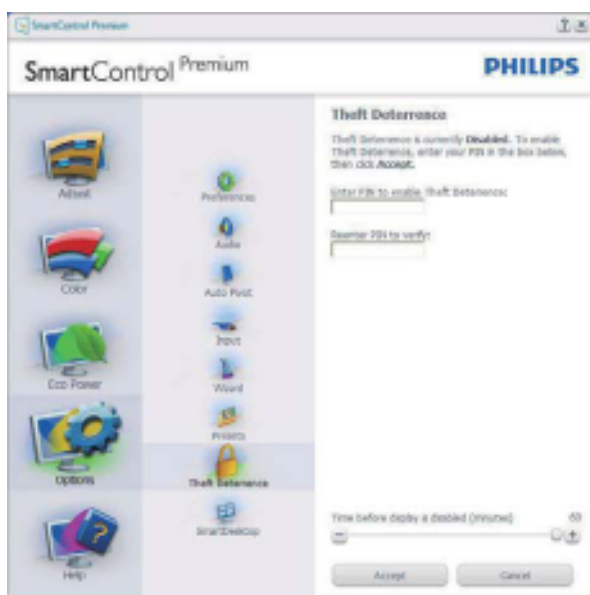 SmartControl Premium
SmartControl Premium
PHILIPS
Adjust
Color
Eco Power
Options
Help
Preferences
Audio
Auto Pivot
Input
Wizard
Presets
Theft Deterrence
SmartDesktop
Theft Deterrence
Theft Deterrence is currently Disabled. To enable
Theft Deterrence, enter your PIN in the box below,
then click Accept.
Enter PIN to enable Theft Deterrence:
Reenter PIN to verify:
Time before display is disabled (minutes) 60
Accept
Cancel